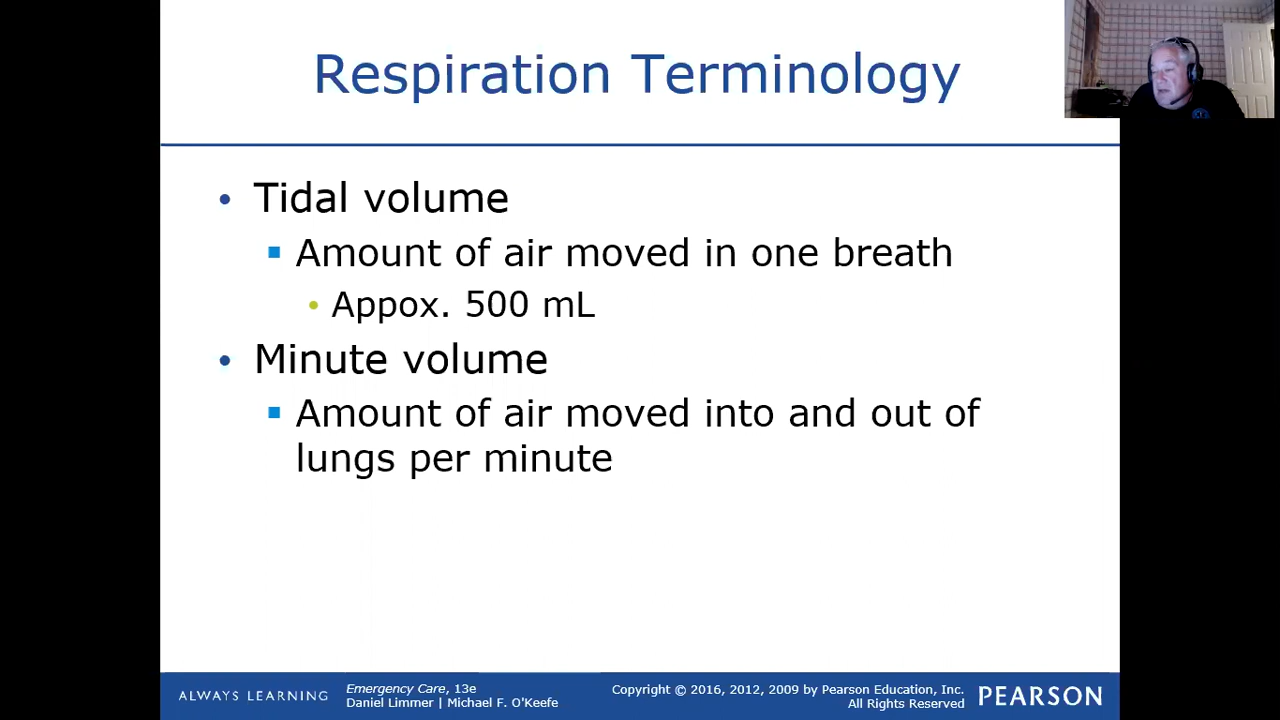 Respiration Terminology
• Tidal volume
▪ Amount of air moved in one breath
• Appox. 500 mL
• Minute volume
▪ Amount of air moved into and out of
lungs per minute
ALWAYS LEARNING
Emergency Care, 13e
Daniel Limmer | Michael F. O'Keefe
Copyright © 2016, 2012, 2009 by Pearson Education, Inc.
All Rights Reserved
PEARSON